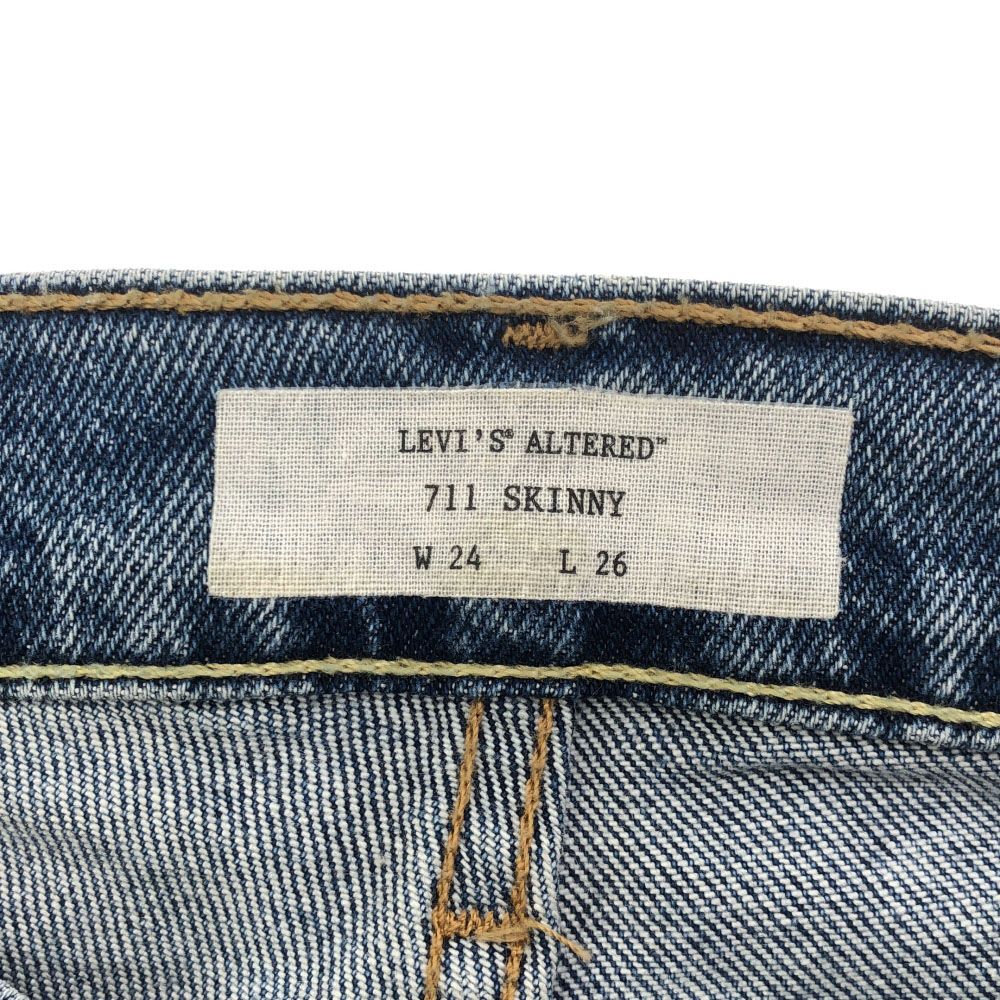 LEVI'S® ALTERED™
711 SKINNY
W 24 L 26